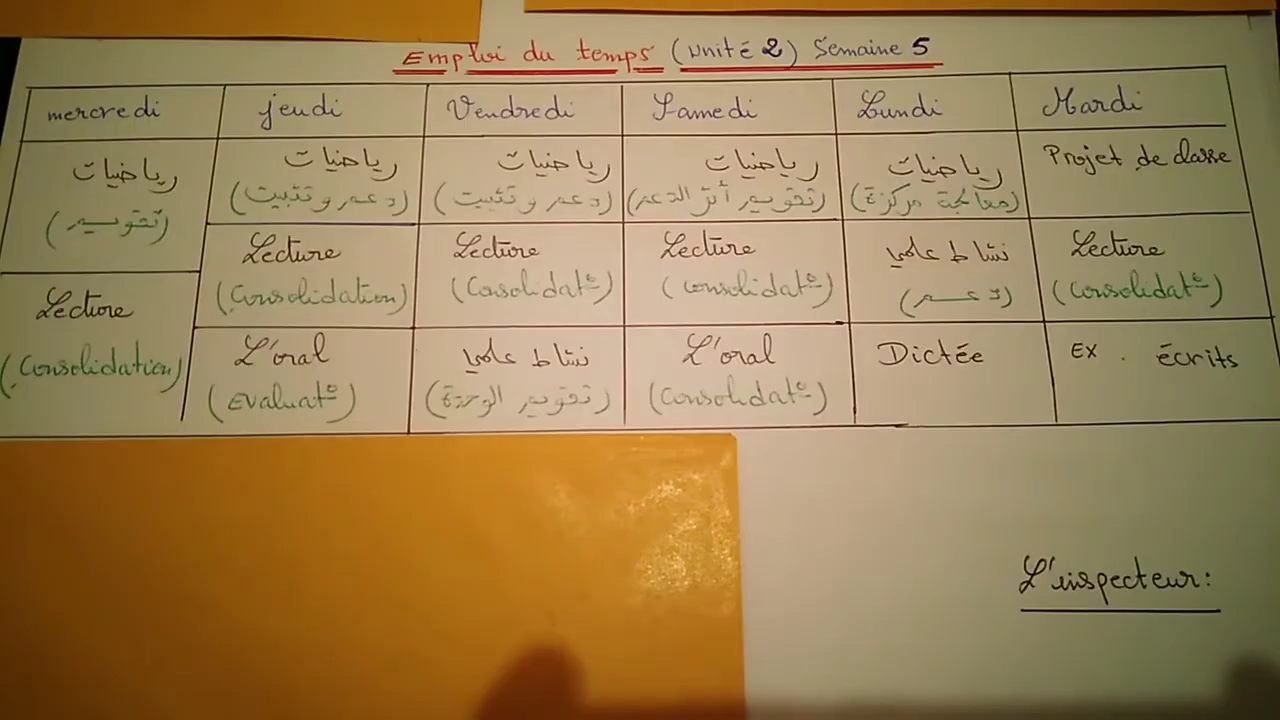 Emploi du temps (Unité 2) Semaine 5
mercredi jeudi Vendredi Samedi Lundi Mardi
رياضيات رياضيات رياضيات رياضيات رياضيات Projet de classe
(تقويم) (دعم و تثبيت) (دعم و تثبيت) (تقويم أثر الدعم) (معالجة مركزة)
Lecture Lecture Lecture Lecture نشاط علمي Lecture
(Consolidation) (Consolidation) (Consolidat°) (consolidat°) (دعم) (consolidat°)
L'oral نشاط علمي L'oral Dictée Ex. écrits
(Evaluat°) (تقويم الوحدة) (Consolidat°)
L'inspecteur: